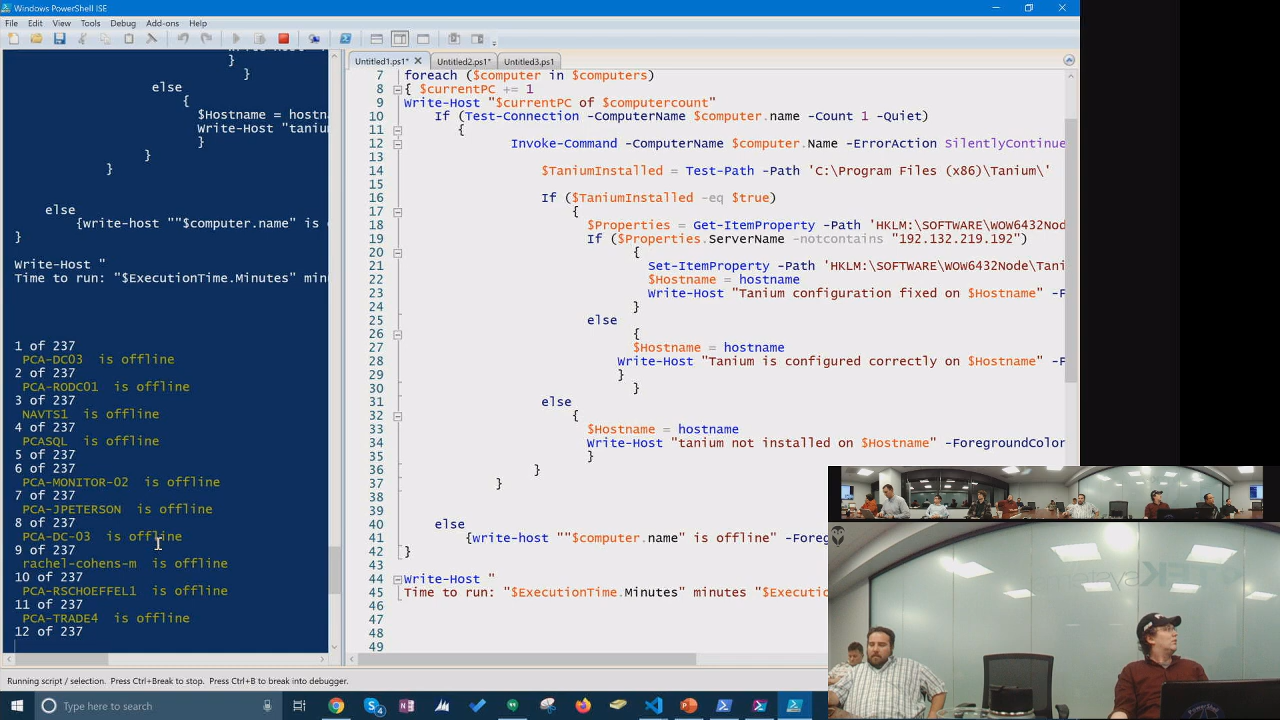 Windows PowerShell ISE
File Edit View Tools Debug Add-ons Help
}
}
else
{
$Hostname = hostn
Write-Host "taniu
}
}
}
else
{write-host ""$computer.name" is
}
Write-Host "
Time to run: "$ExecutionTime.Minutes" min
1 of 237
PCA-DC03 is offline
2 of 237
PCA-RODC01 is offline
3 of 237
NAVTS1 is offline
4 of 237
PCASQL is offline
5 of 237
6 of 237
PCA-MONITOR-02 is offline
7 of 237
PCA-JPETERSON is offline
8 of 237
PCA-DC-03 is offline
9 of 237
rachel-cohens-m is offline
10 of 237
PCA-RSCHOEFFEL1 is offline
11 of 237
PCA-TRADE4 is offline
12 of 237
Untitled1.ps1* Untitled2.ps1* Untitled3.ps1
7 foreach ($computer in $computers)
8 { $currentPC += 1
9 Write-Host "$currentPC of $computercount"
10 If (Test-Connection -ComputerName $computer.name -Count 1 -Quiet)
11 {
12 Invoke-Command -ComputerName $computer.Name -ErrorAction SilentlyContinue
13
14 $TaniumInstalled = Test-Path -Path 'C:\Program Files (x86)\Tanium\'
15
16 If ($TaniumInstalled -eq $true)
17 {
18 $Properties = Get-ItemProperty -Path 'HKLM:\SOFTWARE\WOW6432Nod
19 If ($Properties.ServerName -notcontains "192.132.219.192")
20 {
21 Set-ItemProperty -Path 'HKLM:\SOFTWARE\WOW6432Node\Tani
22 $Hostname = hostname
23 Write-Host "Tanium configuration fixed on $Hostname" -F
24 }
25 else
26 {
27 $Hostname = hostname
28 Write-Host "Tanium is configured correctly on $Hostname" -F
29 }
30 }
31 else
32 {
33 $Hostname = hostname
34 Write-Host "tanium not installed on $Hostname" -ForegroundColor
35 }
36 }
37 }
38
39
40 else
41 {write-host ""$computer.name" is offline" -Foreg
42 }
43
44 Write-Host "
45 Time to run: "$ExecutionTime.Minutes" minutes "$Executi
46
47
48
49
Running script / selection. Press Ctrl+Break to stop. Press Ctrl+B to break into debugger.
Type here to search